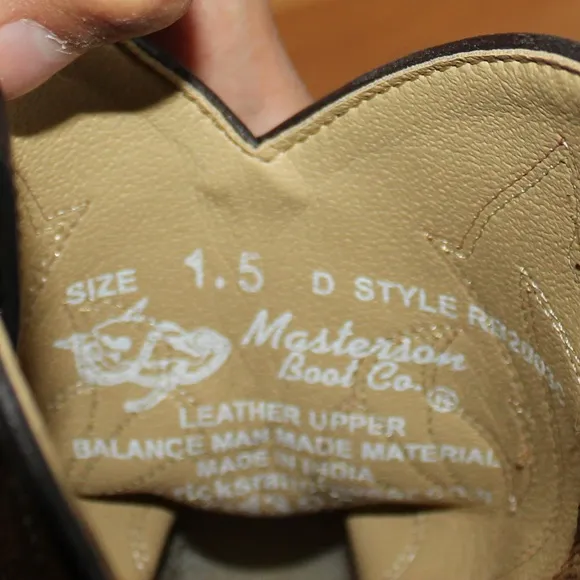 SIZE 1.5 D STYLE
Masterson
Boot Co. ®
LEATHER UPPER
BALANCE MAN MADE MATERIAL
MADE IN INDIA